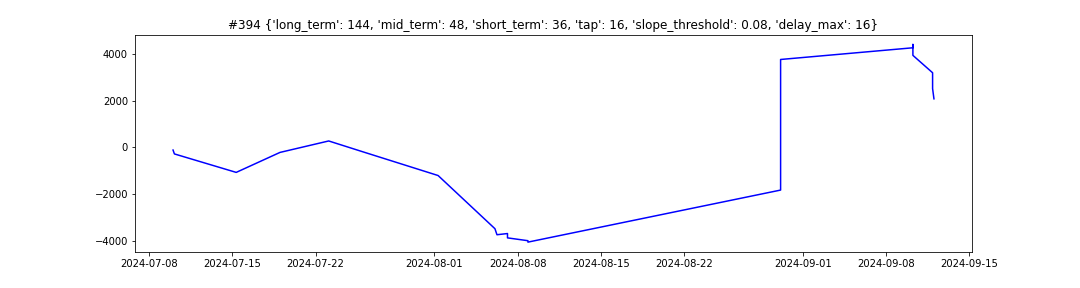 #394 {'long_term': 144, 'mid_term': 48, 'short_term': 36, 'tap': 16, 'slope_threshold': 0.08, 'delay_max': 16}
4000
2000
0
−2000
−4000
2024-07-08 2024-07-15 2024-07-22 2024-08-01 2024-08-08 2024-08-15 2024-08-22 2024-09-01 2024-09-08 2024-09-15